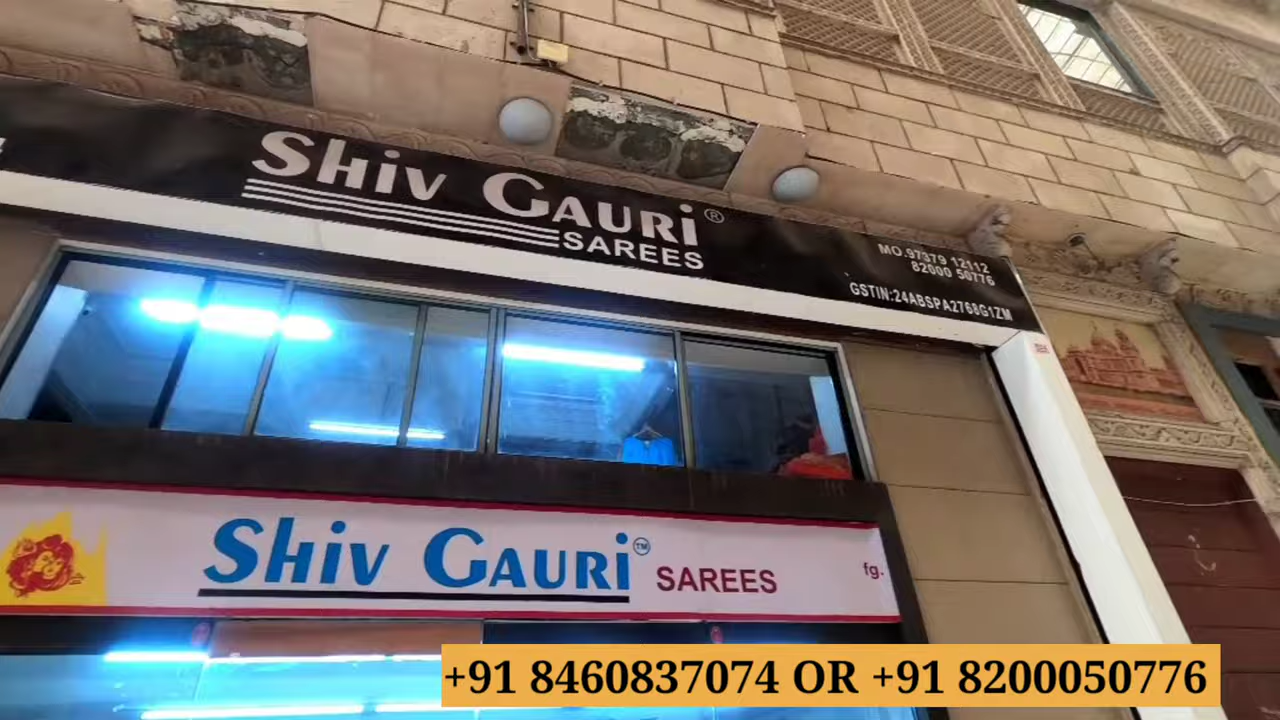 Shiv Gauri®
SAREES
MO.97379 12112
82000 50776
GSTIN:24ABSPA2768G1ZM
Shiv Gauri™ SAREES
fg.
+91 8460837074 OR +91 8200050776